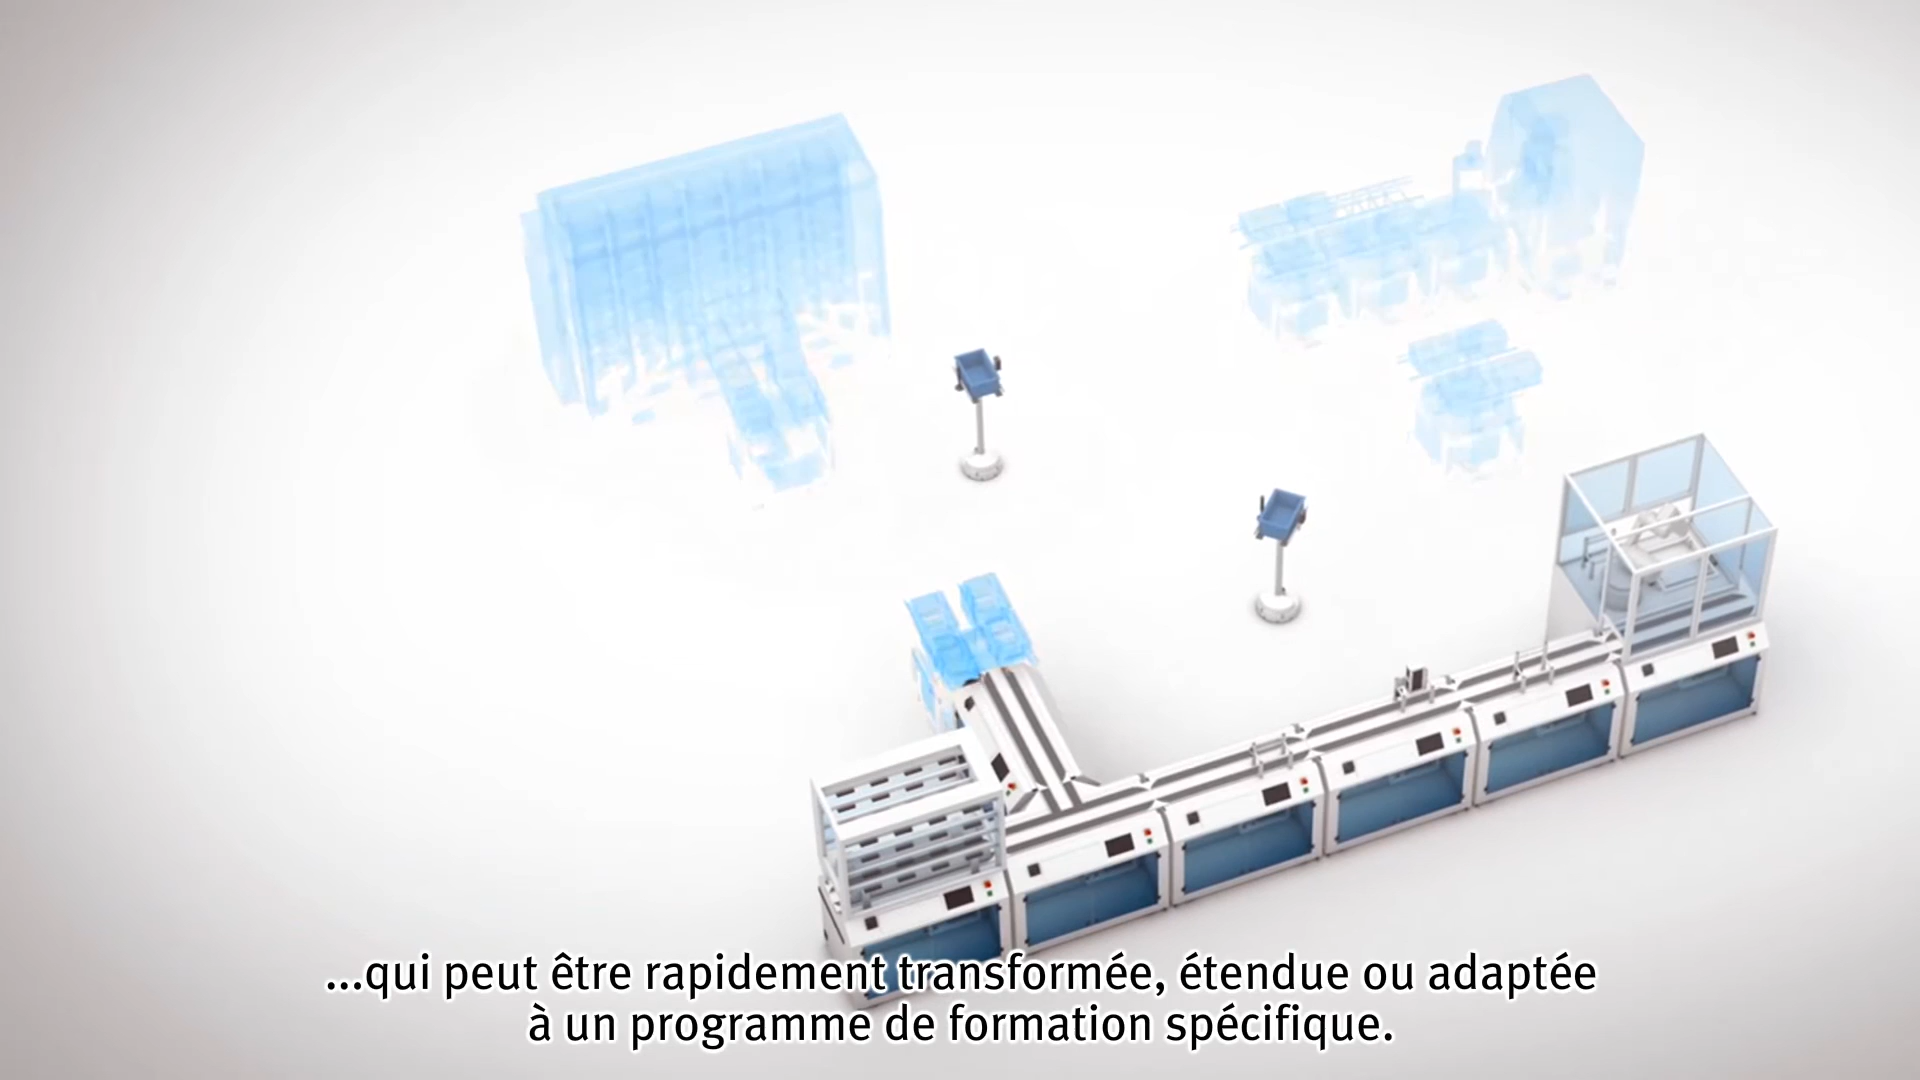 ...qui peut être rapidement transformée, étendue ou adaptée
à un programme de formation spécifique.